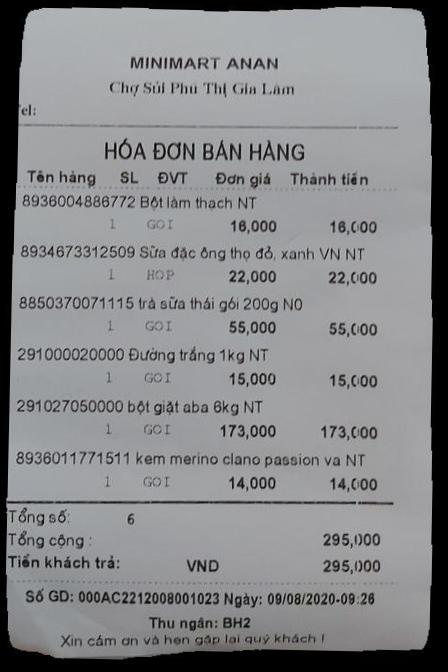 MINIMART ANAN
Chợ Sủi Phú Thị Gia Lâm
Tel:
HÓA ĐƠN BÁN HÀNG
Tên hàng SL ĐVT Đơn giá Thành tiền
8936004886772 Bột làm thạch NT
1 GOI 16,000 16,000
8934673312509 Sữa đặc ông thọ đỏ, xanh VN NT
1 HOP 22,000 22,000
8850370071115 trà sữa thái gói 200g N0
1 GOI 55,000 55,000
291000020000 Đường trắng 1kg NT
1 GOI 15,000 15,000
291027050000 bột giặt aba 6kg NT
1 GOI 173,000 173,000
8936011771511 kem merino clano passion va NT
1 GOI 14,000 14,000
Tổng số: 6
Tổng cộng : 295,000
Tiền khách trả: VND 295,000
Số GD: 000AC2212008001023 Ngày: 09/08/2020-09:26
Thu ngân: BH2
Xin cảm ơn và hẹn gặp lại quý khách !